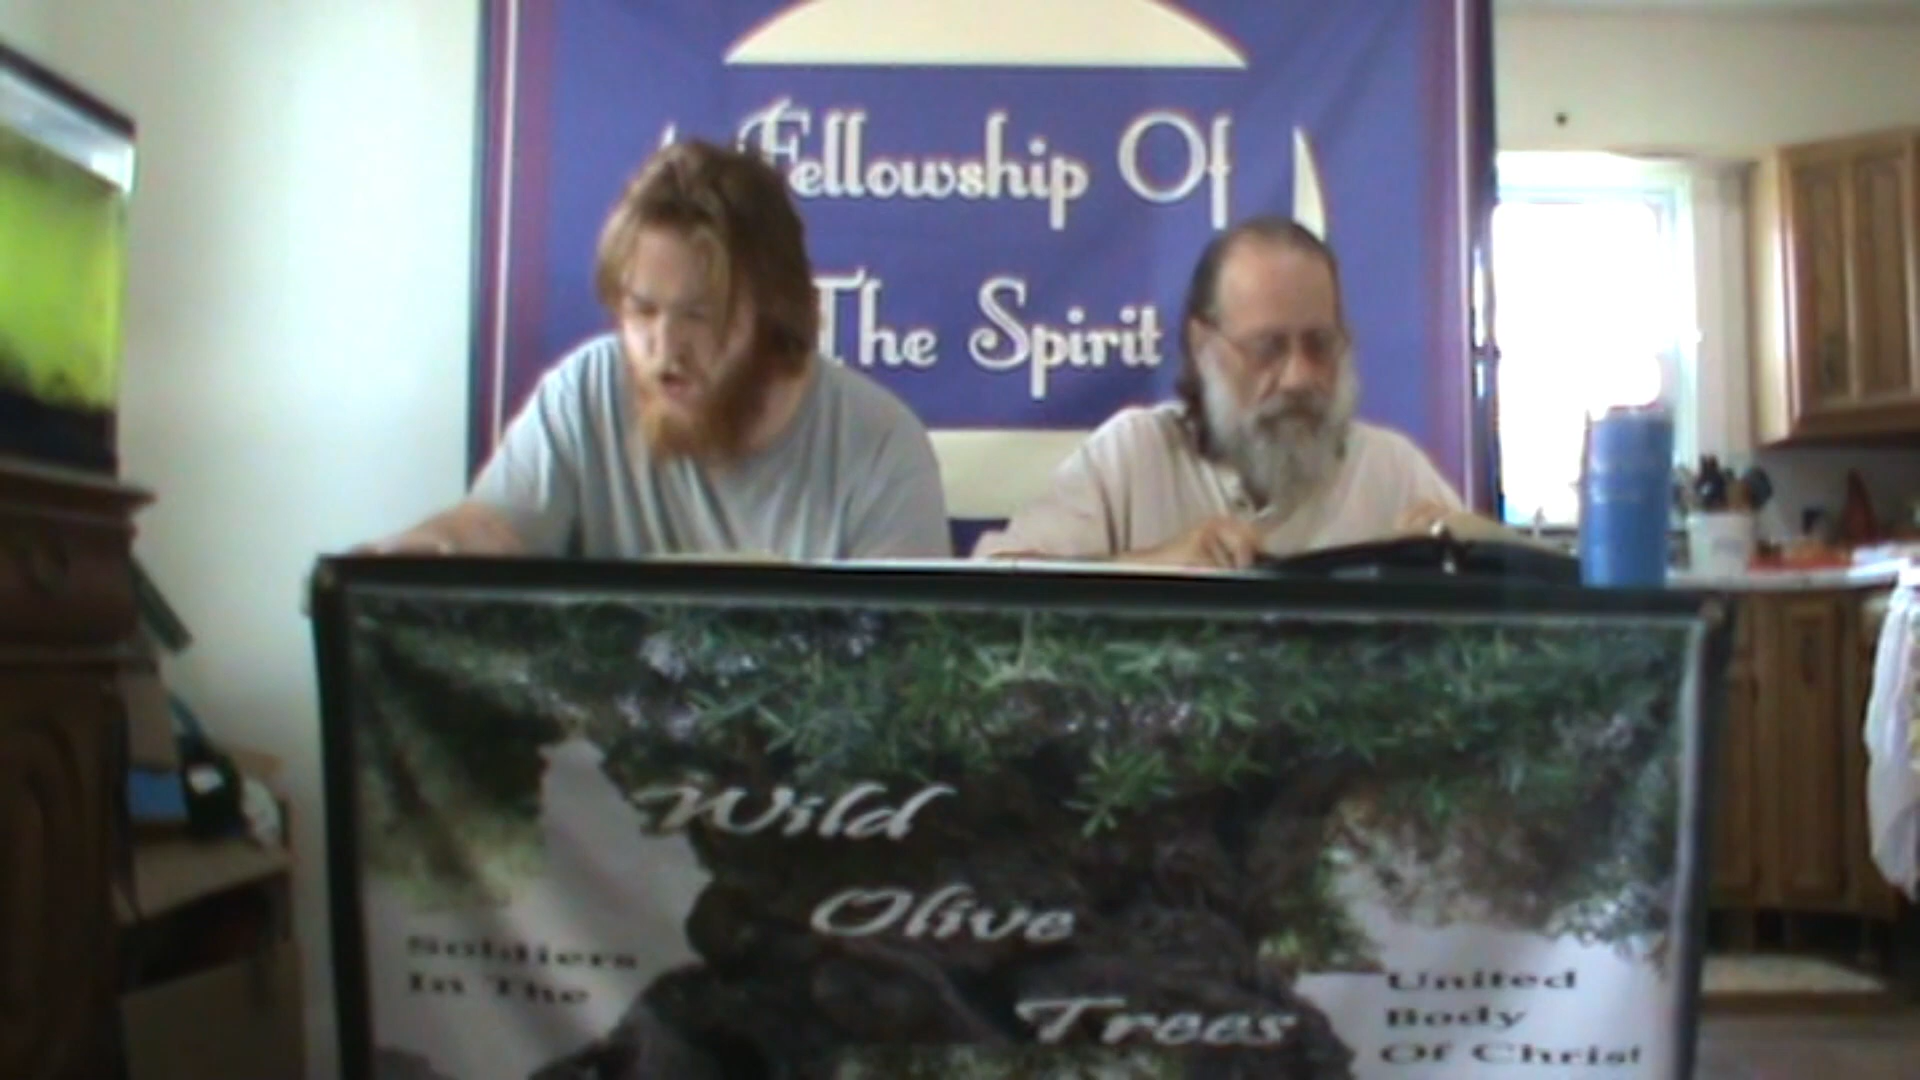 Fellowship Of
The Spirit
Wild
Olive
Trees
Soldiers
In The
United
Body
Of Christ